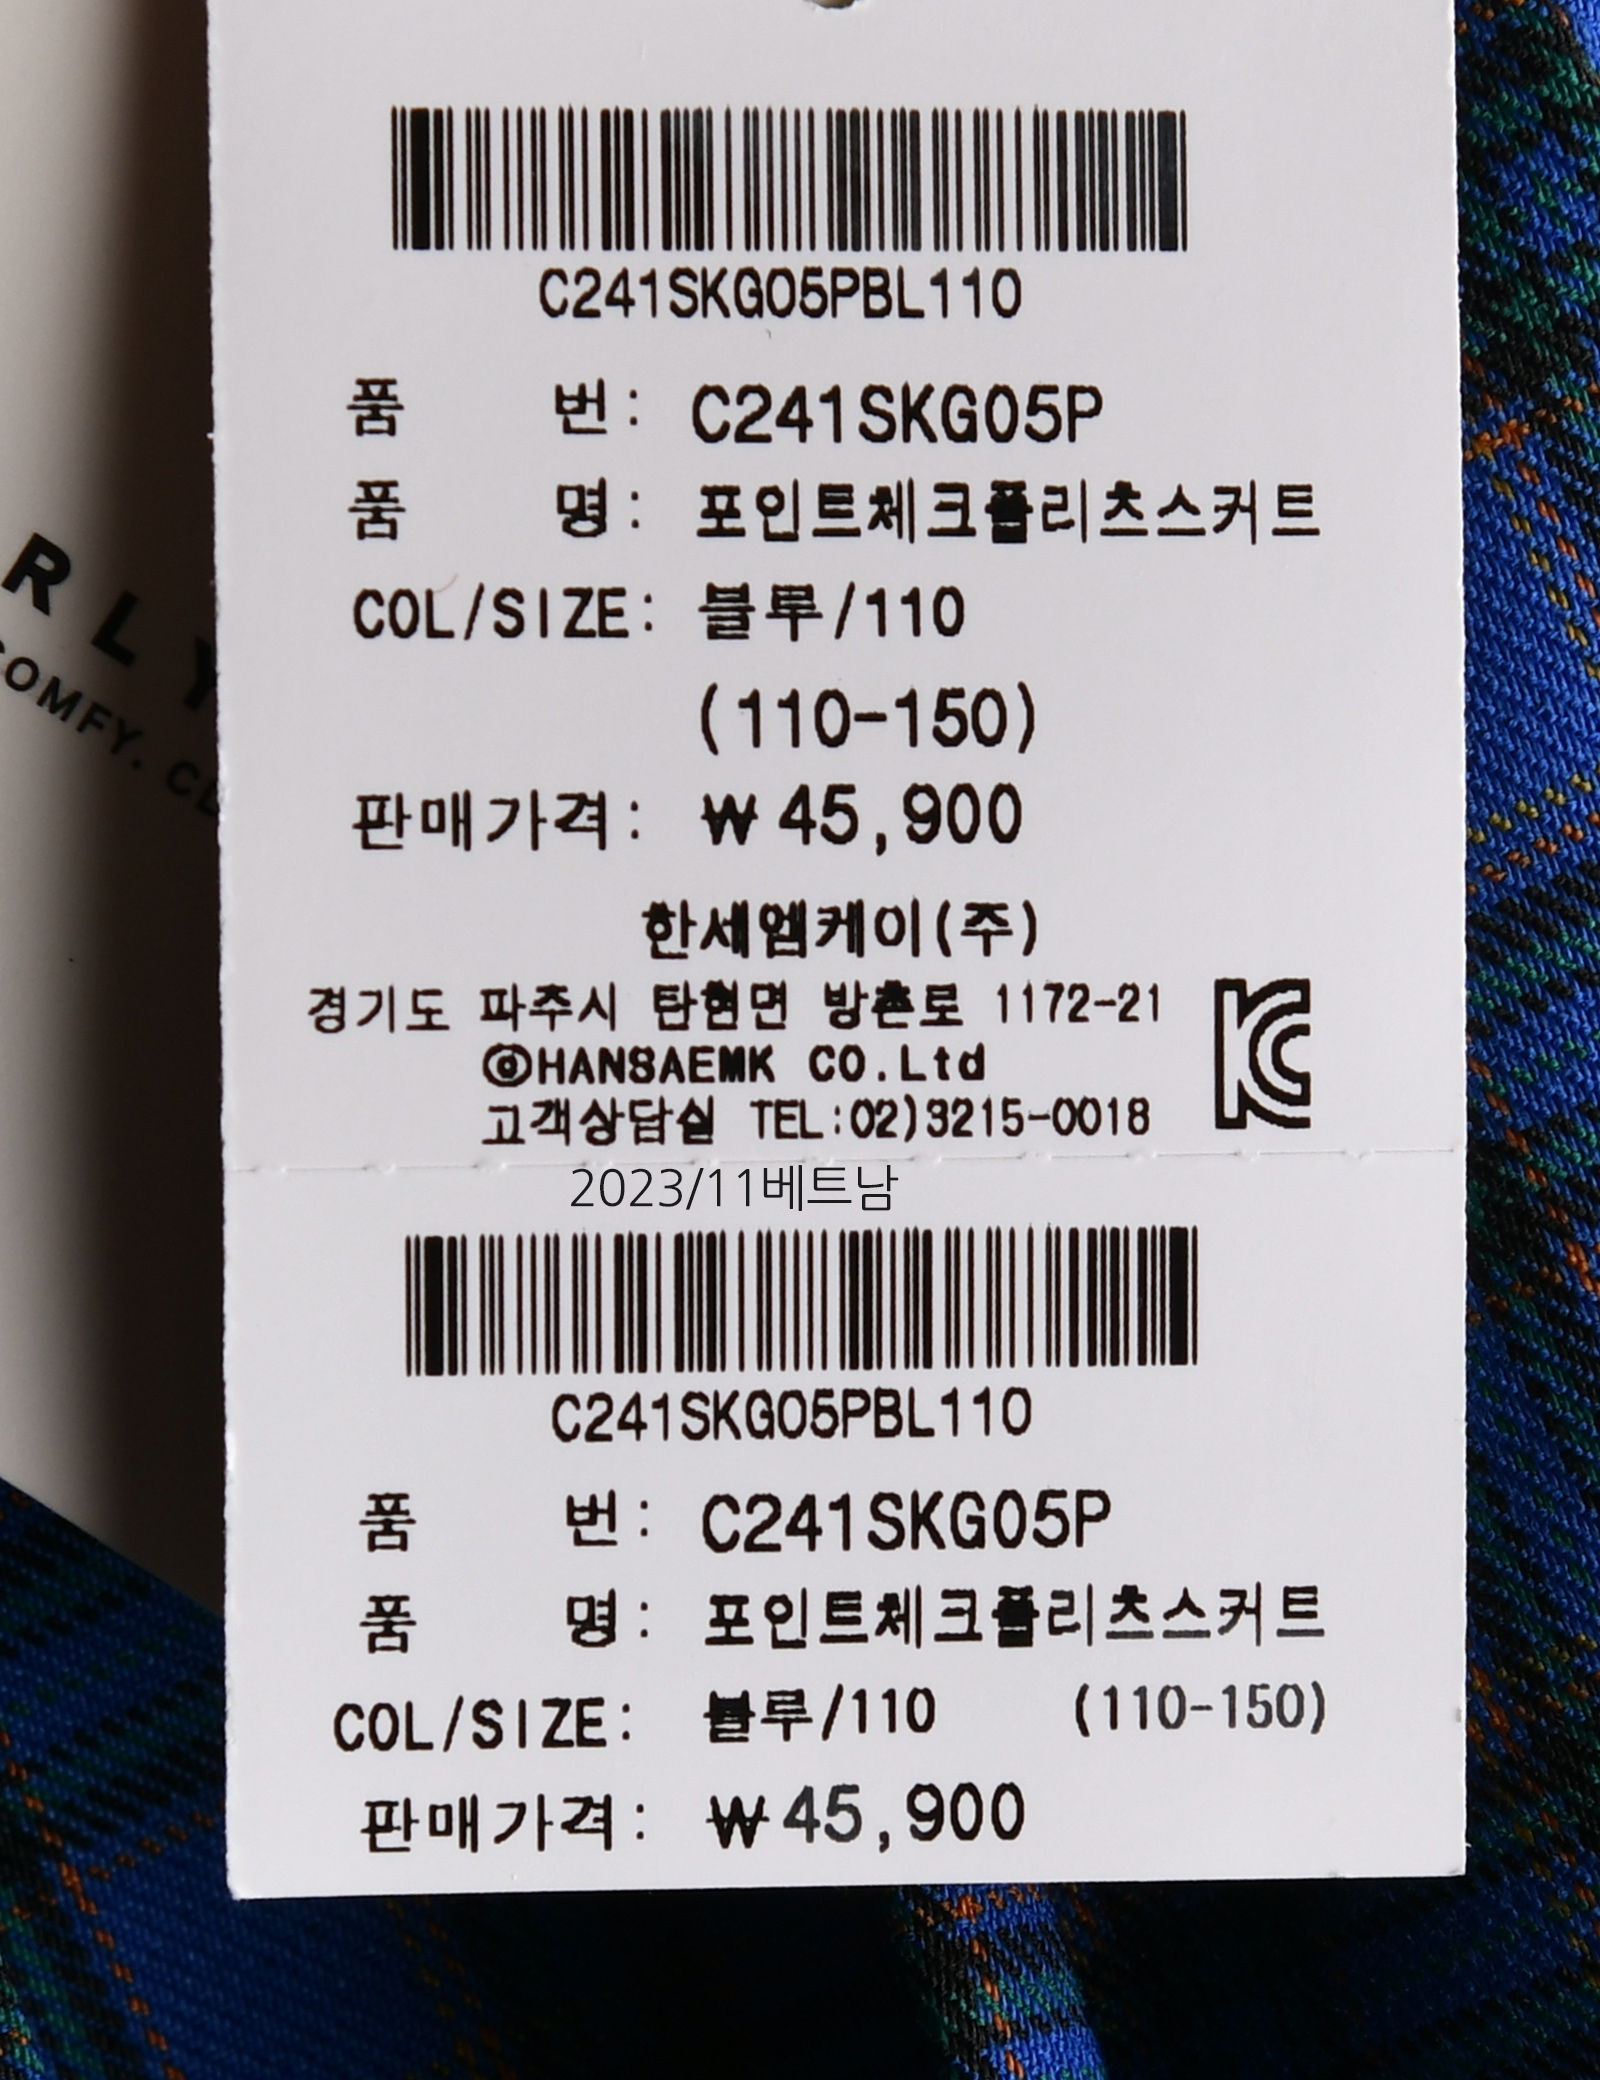 RLY
COMFY. CL
C241SKG05PBL110
품 번: C241SKG05P
품 명: 포인트체크플리츠스커트
COL/SIZE: 블루/110
(110-150)
판매가격: ₩45,900
한세엠케이(주)
경기도 파주시 탄현면 방촌로 1172-21
◎HANSAEMK CO.Ltd
고객상담실 TEL:02)3215-0018
2023/11베트남
C241SKG05PBL110
품 번: C241SKG05P
품 명: 포인트체크플리츠스커트
COL/SIZE: 블루/110 (110-150)
판매가격: ₩45,900